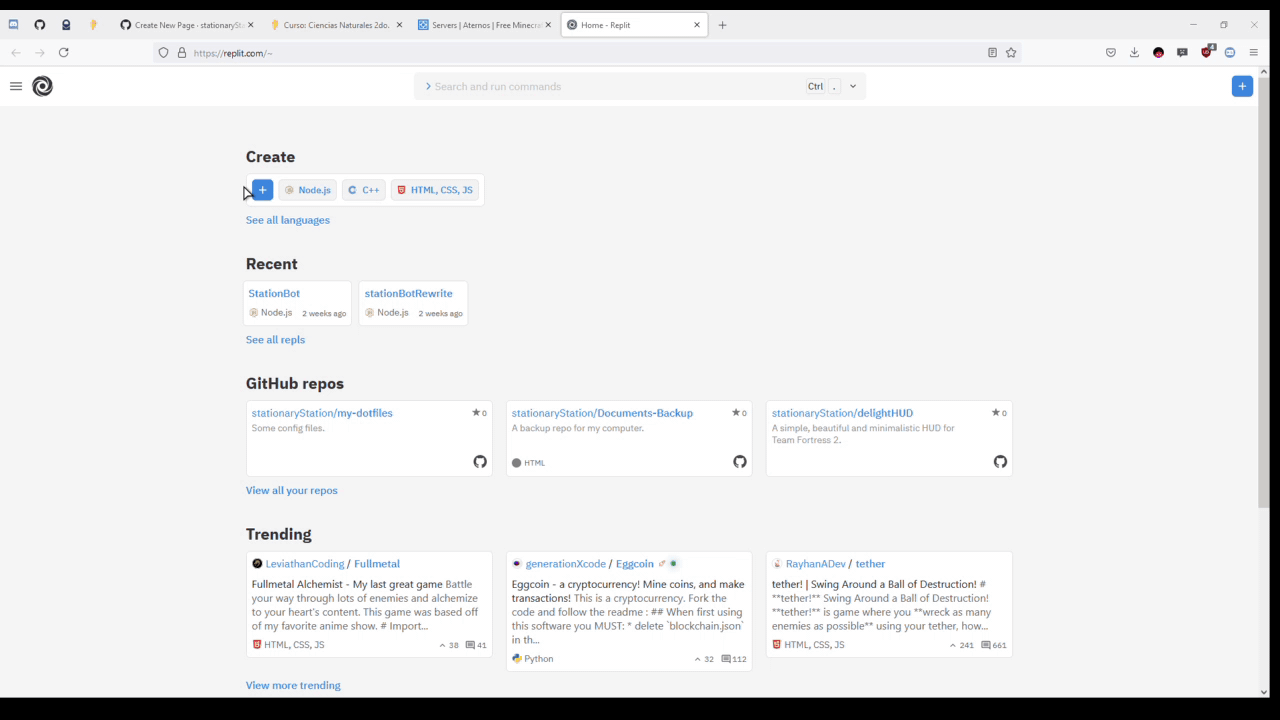 Create New Page · stationarySt
Curso: Ciencias Naturales 2do.
Servers | Aternos | Free Minecraf
Home - Replit
https://replit.com/~
4
Search and run commands
Ctrl .
Create
Node.js
C++
HTML, CSS, JS
See all languages
Recent
StationBot
Node.js 2 weeks ago
stationBotRewrite
Node.js 2 weeks ago
See all repls
GitHub repos
stationaryStation/my-dotfiles 0
Some config files.
stationaryStation/Documents-Backup 0
A backup repo for my computer.
HTML
stationaryStation/delightHUD 0
A simple, beautiful and minimalistic HUD for
Team Fortress 2.
View all your repos
Trending
LeviathanCoding / Fullmetal
Fullmetal Alchemist - My last great game Battle
your way through lots of enemies and alchemize
to your heart's content. This game was based off
of my favorite anime show. # Import...
HTML, CSS, JS 38 41
generationXcode / Eggcoin
Eggcoin - a cryptocurrency! Mine coins, and make
transactions! This is a cryptocurrency. Fork the
code and follow the readme : ## When first using
this software you MUST: * delete `blockchain.json`
in th...
Python 32 112
RayhanADev / tether
tether! | Swing Around a Ball of Destruction! #
**tether!** Swing Around a Ball of Destruction!
**tether!** is game where you **wreck as many
enemies as possible** using your tether, how...
HTML, CSS, JS 241 661
View more trending